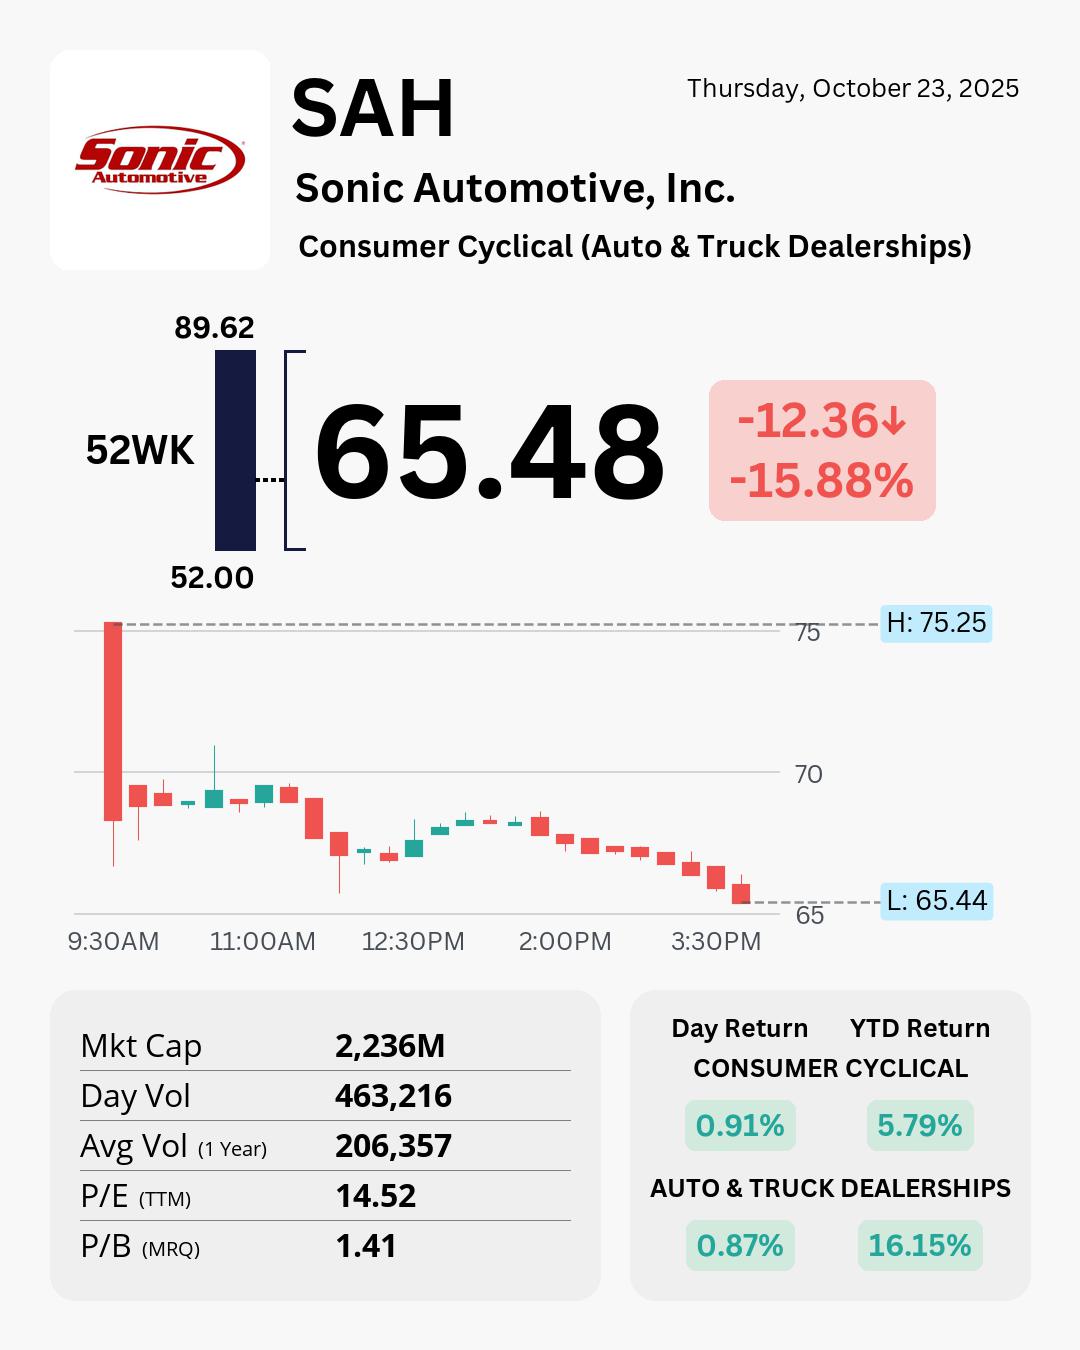 Sonic
Automotive
SAH
Thursday, October 23, 2025
Sonic Automotive, Inc.
Consumer Cyclical (Auto & Truck Dealerships)
89.62
52WK
65.48
-12.36↓
-15.88%
52.00
H: 75.25
75
70
L: 65.44
65
9:30AM 11:00AM 12:30PM 2:00PM 3:30PM
Mkt Cap 2,236M
Day Vol 463,216
Avg Vol (1 Year) 206,357
P/E (TTM) 14.52
P/B (MRQ) 1.41
Day Return YTD Return
CONSUMER CYCLICAL
0.91% 5.79%
AUTO & TRUCK DEALERSHIPS
0.87% 16.15%